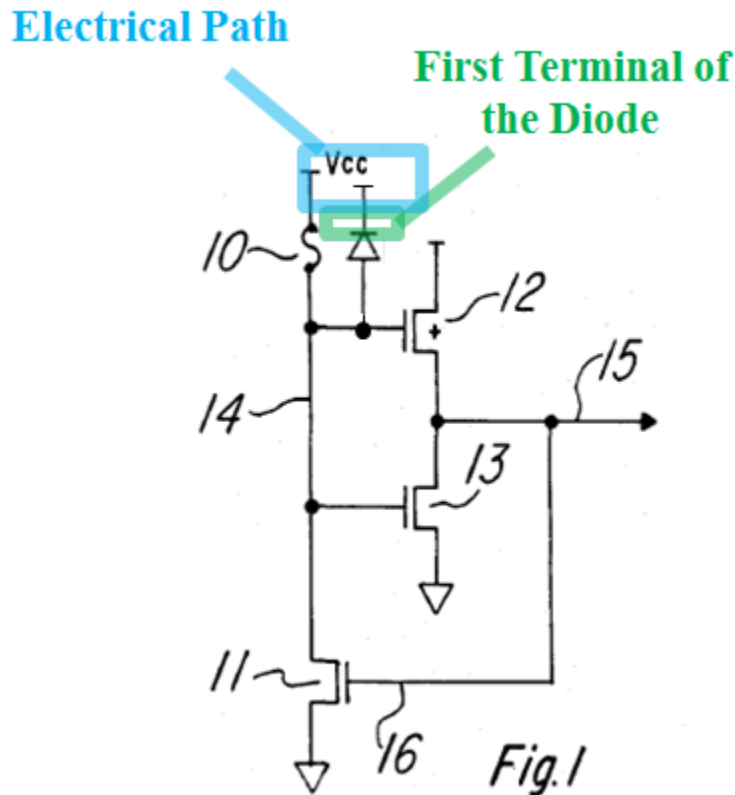 Electrical Path
First Terminal of
the Diode
Vcc
10
12
15
14
13
11
16
Fig.1